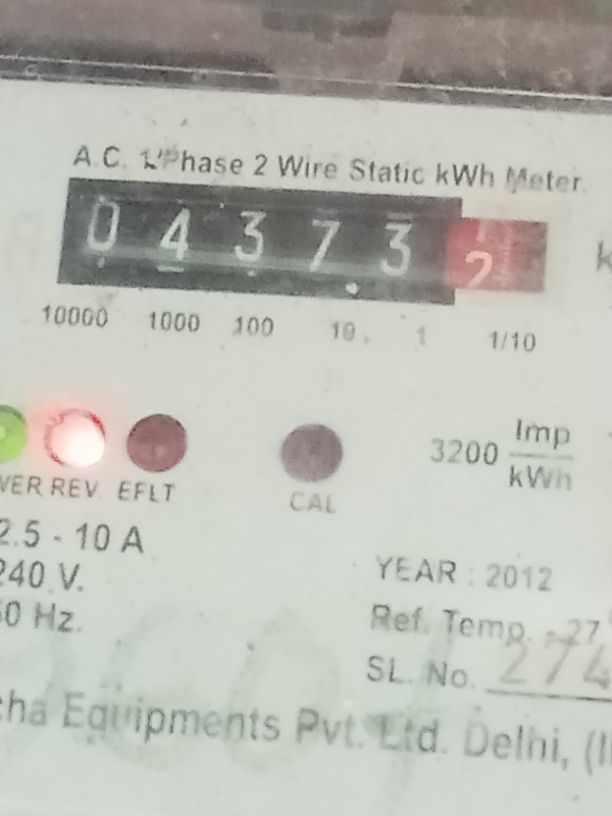 A.C. 1 Phase 2 Wire Static kWh Meter.
0 4 3 7 3 2
10000 1000 100 10 1 1/10
REV. EFLT
CAL
3200 Imp/kWh
2.5 - 10 A
240 V.
50 Hz.
YEAR : 2012
Ref. Temp. - 27
SL. No. 274
Equipments Pvt. Ltd. Delhi,